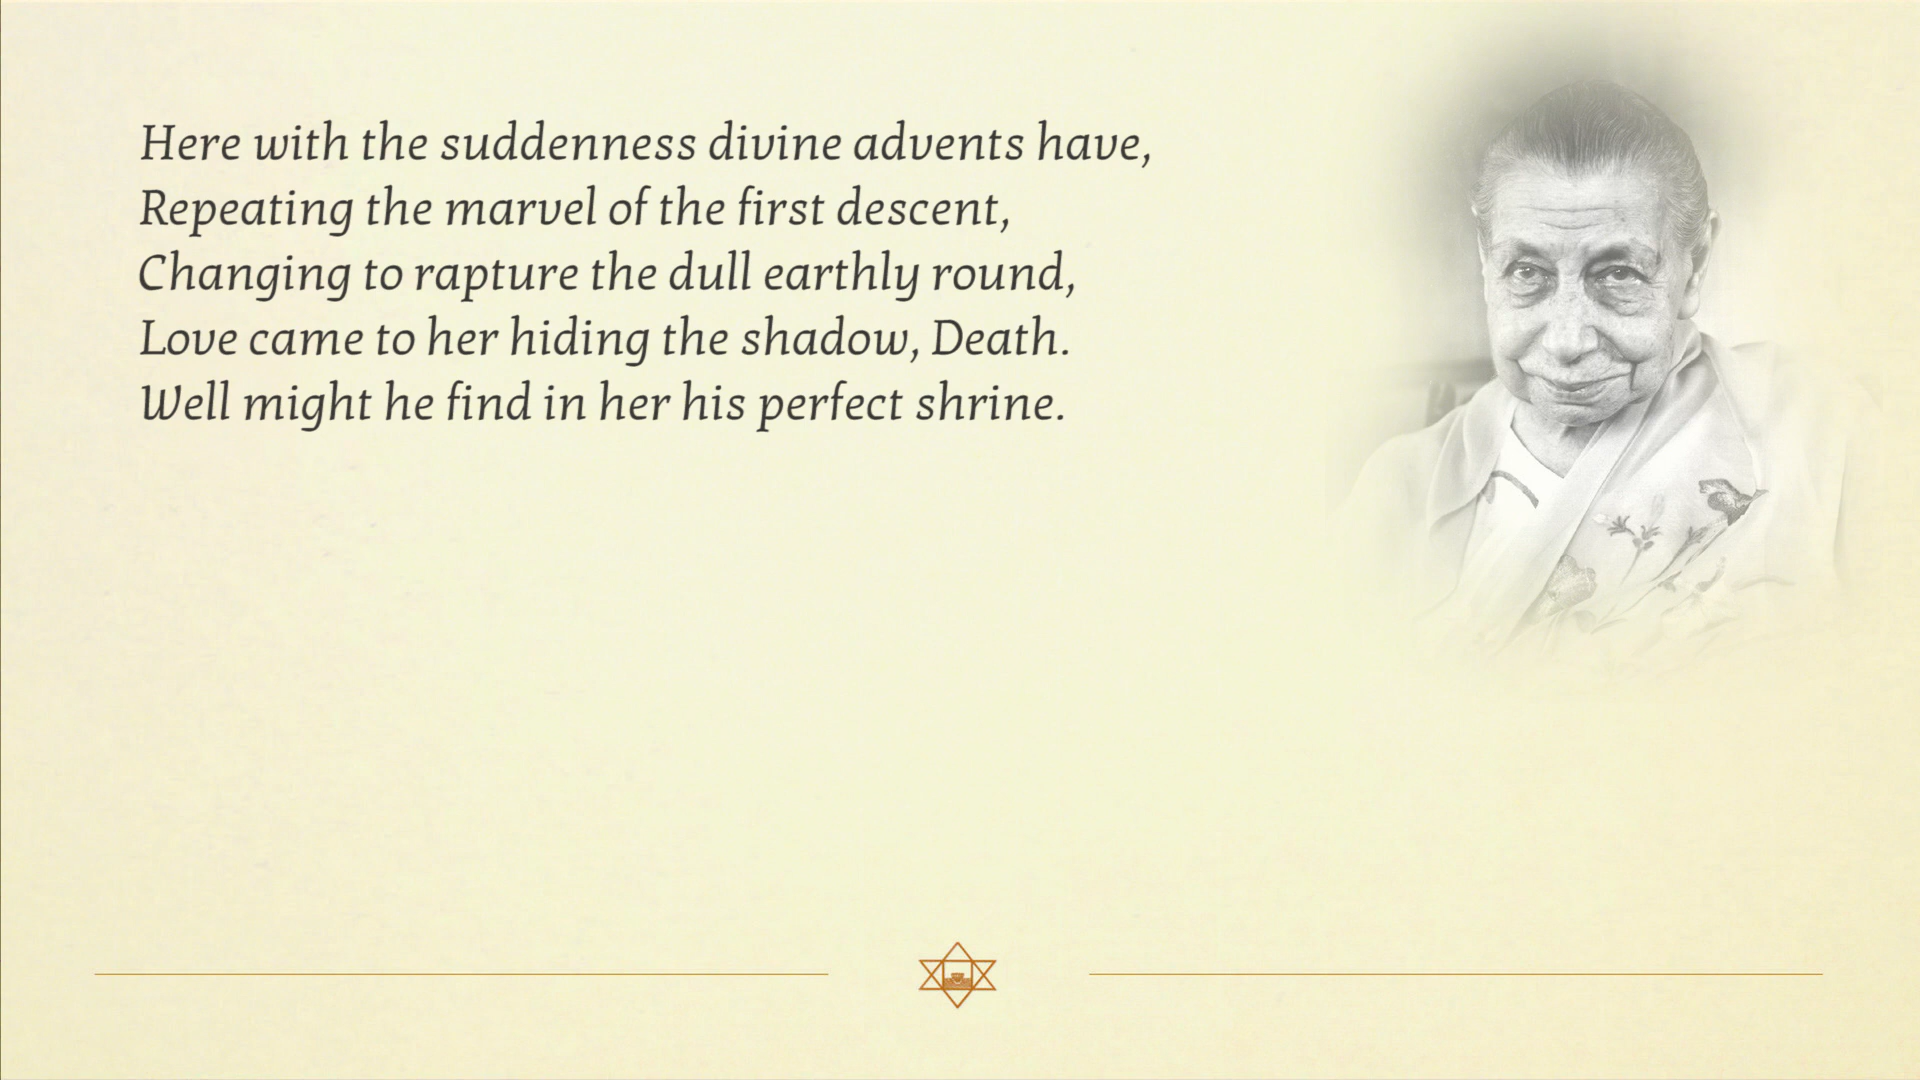 Here with the suddenness divine advents have,
Repeating the marvel of the first descent,
Changing to rapture the dull earthly round,
Love came to her hiding the shadow, Death.
Well might he find in her his perfect shrine.